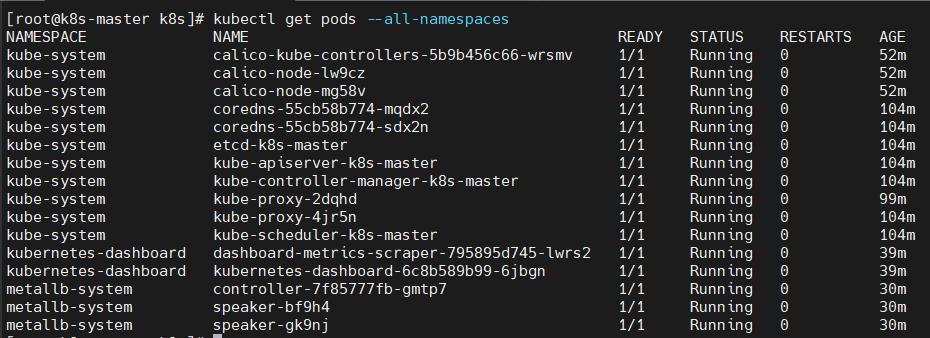 [root@k8s-master k8s]# kubectl get pods --all-namespaces
NAMESPACE NAME READY STATUS RESTARTS AGE
kube-system calico-kube-controllers-5b9b456c66-wrsmv 1/1 Running 0 52m
kube-system calico-node-lw9cz 1/1 Running 0 52m
kube-system calico-node-mg58v 1/1 Running 0 52m
kube-system coredns-55cb58b774-mqdx2 1/1 Running 0 104m
kube-system coredns-55cb58b774-sdx2n 1/1 Running 0 104m
kube-system etcd-k8s-master 1/1 Running 0 104m
kube-system kube-apiserver-k8s-master 1/1 Running 0 104m
kube-system kube-controller-manager-k8s-master 1/1 Running 0 104m
kube-system kube-proxy-2dqhd 1/1 Running 0 99m
kube-system kube-proxy-4jr5n 1/1 Running 0 104m
kube-system kube-scheduler-k8s-master 1/1 Running 0 104m
kubernetes-dashboard dashboard-metrics-scraper-795895d745-lwrs2 1/1 Running 0 39m
kubernetes-dashboard kubernetes-dashboard-6c8b589b99-6jbgn 1/1 Running 0 39m
metallb-system controller-7f85777fb-gmtp7 1/1 Running 0 30m
metallb-system speaker-bf9h4 1/1 Running 0 30m
metallb-system speaker-gk9nj 1/1 Running 0 30m